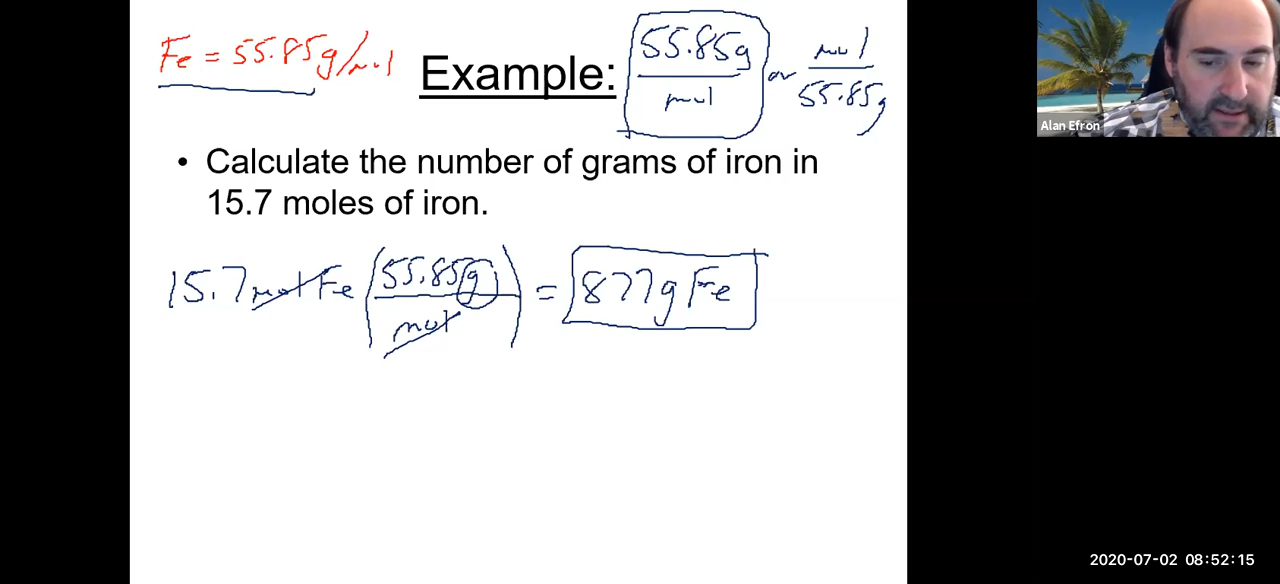 Fe = 55.85g/mol
Example:
55.85g
mol
or
mol
55.85g
Alan Efron
• Calculate the number of grams of iron in
15.7 moles of iron.
15.7 mol Fe (55.85g / mol) = 877g Fe
2020-07-02 08:52:15